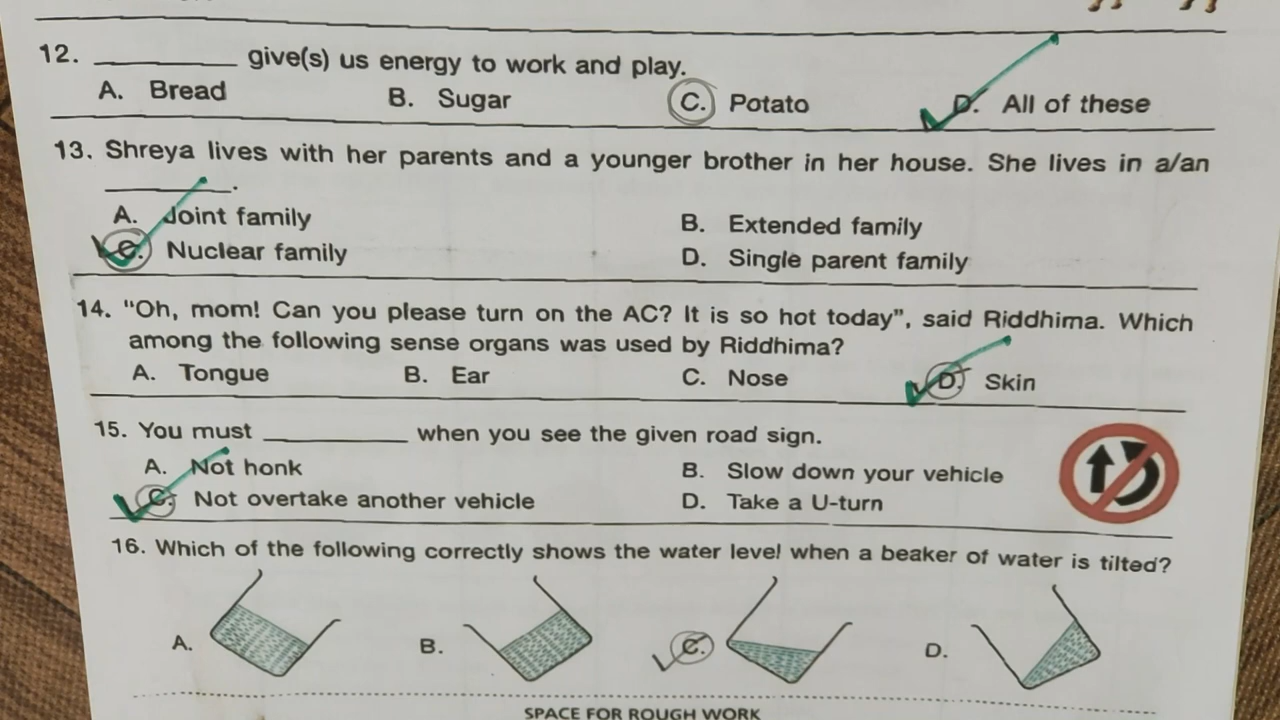 12. _________ give(s) us energy to work and play.
A. Bread B. Sugar C. Potato D. All of these
13. Shreya lives with her parents and a younger brother in her house. She lives in a/an
_________.
A. Joint family B. Extended family
C. Nuclear family D. Single parent family
14. "Oh, mom! Can you please turn on the AC? It is so hot today", said Riddhima. Which
among the following sense organs was used by Riddhima?
A. Tongue B. Ear C. Nose D. Skin
15. You must _________ when you see the given road sign.
A. Not honk B. Slow down your vehicle
C. Not overtake another vehicle D. Take a U-turn
16. Which of the following correctly shows the water level when a beaker of water is tilted?
A. B. C. D.
SPACE FOR ROUGH WORK